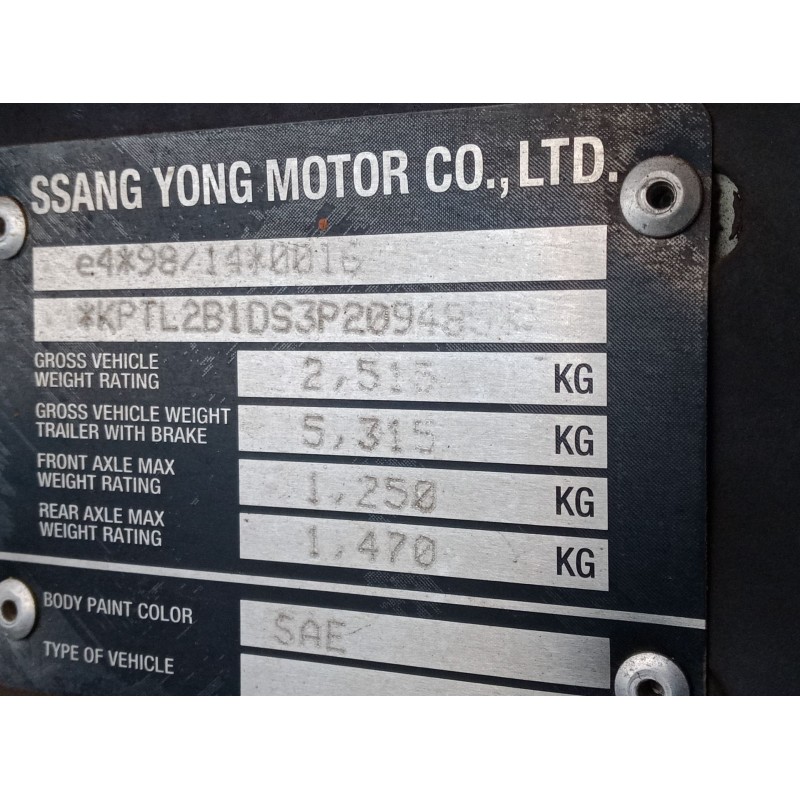 SSANG YONG MOTOR CO., LTD.
e4*98/14*0016
GROSS VEHICLE
WEIGHT RATING
2,515 KG
GROSS VEHICLE WEIGHT
TRAILER WITH BRAKE
5,315 KG
FRONT AXLE MAX
WEIGHT RATING
1,250 KG
REAR AXLE MAX
WEIGHT RATING
1,470 KG
BODY PAINT COLOR
SAE
TYPE OF VEHICLE